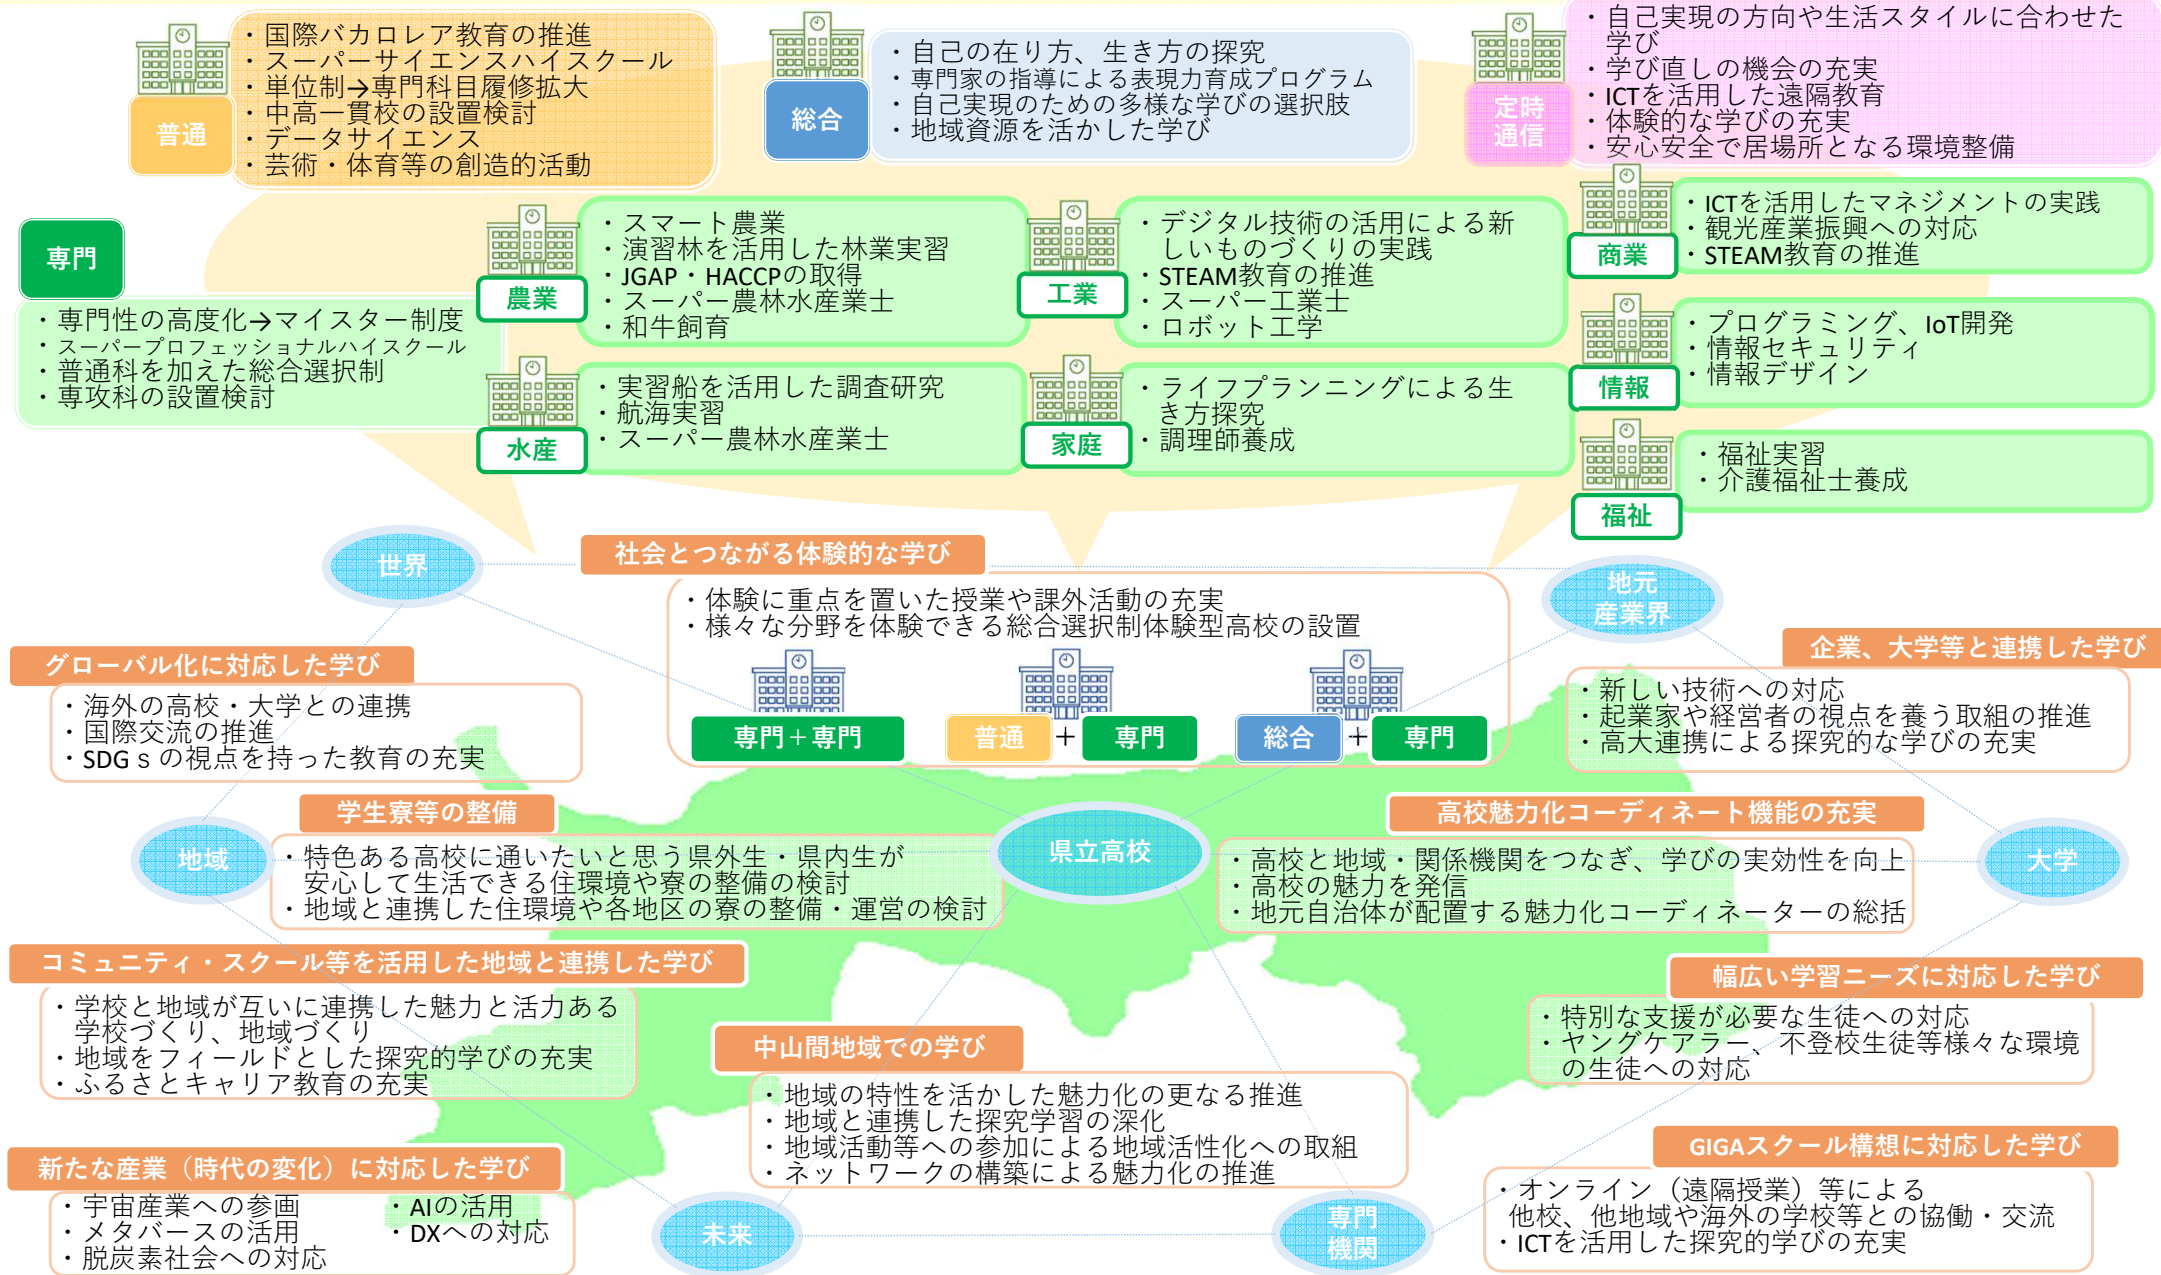 普通
・国際バカロレア教育の推進
・スーパーサイエンスハイスクール
・単位制→専門科目履修拡大
・中高一貫校の設置検討
・データサイエンス
・芸術・体育等の創造的活動
総合
・自己の在り方、生き方の探究
・専門家の指導による表現力育成プログラム
・自己実現のための多様な学びの選択肢
・地域資源を活かした学び
定時
通信
・自己実現の方向や生活スタイルに合わせた
学び
・学び直しの機会の充実
・ICTを活用した遠隔教育
・体験的な学びの充実
・安心安全で居場所となる環境整備
専門
・専門性の高度化→マイスター制度
・スーパープロフェッショナルハイスクール
・普通科を加えた総合選択制
・専攻科の設置検討
農業
・スマート農業
・演習林を活用した林業実習
・JGAP・HACCPの取得
・スーパー農林水産業士
・和牛飼育
工業
・デジタル技術の活用による新
しいものづくりの実践
・STEAM教育の推進
・スーパー工業士
・ロボット工学
商業
・ICTを活用したマネジメントの実践
・観光産業振興への対応
・STEAM教育の推進
水産
・実習船を活用した調査研究
・航海実習
・スーパー農林水産業士
家庭
・ライフプランニングによる生
き方探究
・調理師養成
情報
・プログラミング、IoT開発
・情報セキュリティ
・情報デザイン
福祉
・福祉実習
・介護福祉士養成
世界
社会とつながる体験的な学び
・体験に重点を置いた授業や課外活動の充実
・様々な分野を体験できる総合選択制体験型高校の設置
専門＋専門
普通＋専門
総合＋専門
地元
産業界
グローバル化に対応した学び
・海外の高校・大学との連携
・国際交流の推進
・SDGｓの視点を持った教育の充実
企業、大学等と連携した学び
・新しい技術への対応
・起業家や経営者の視点を養う取組の推進
・高大連携による探究的な学びの充実
地域
学生寮等の整備
・特色ある高校に通いたいと思う県外生・県内生が
安心して生活できる住環境や寮の整備の検討
・地域と連携した住環境や各地区の寮の整備・運営の検討
県立高校
高校魅力化コーディネート機能の充実
・高校と地域・関係機関をつなぎ、学びの実効性を向上
・高校の魅力を発信
・地元自治体が配置する魅力化コーディネーターの総括
大学
コミュニティ・スクール等を活用した地域と連携した学び
・学校と地域が互いに連携した魅力と活力ある
学校づくり、地域づくり
・地域をフィールドとした探究的学びの充実
・ふるさとキャリア教育の充実
中山間地域での学び
・地域の特性を活かした魅力化の更なる推進
・地域と連携した探究学習の深化
・地域活動等への参加による地域活性化への取組
・ネットワークの構築による魅力化の推進
幅広い学習ニーズに対応した学び
・特別な支援が必要な生徒への対応
・ヤングケアラー、不登校生徒等様々な環境
の生徒への対応
新たな産業（時代の変化）に対応した学び
・宇宙産業への参画
・メタバースの活用
・脱炭素社会への対応
・AIの活用
・DXへの対応
未来
専門
機関
GIGAスクール構想に対応した学び
・オンライン（遠隔授業）等による
他校、他地域や海外の学校等との協働・交流
・ICTを活用した探究的学びの充実